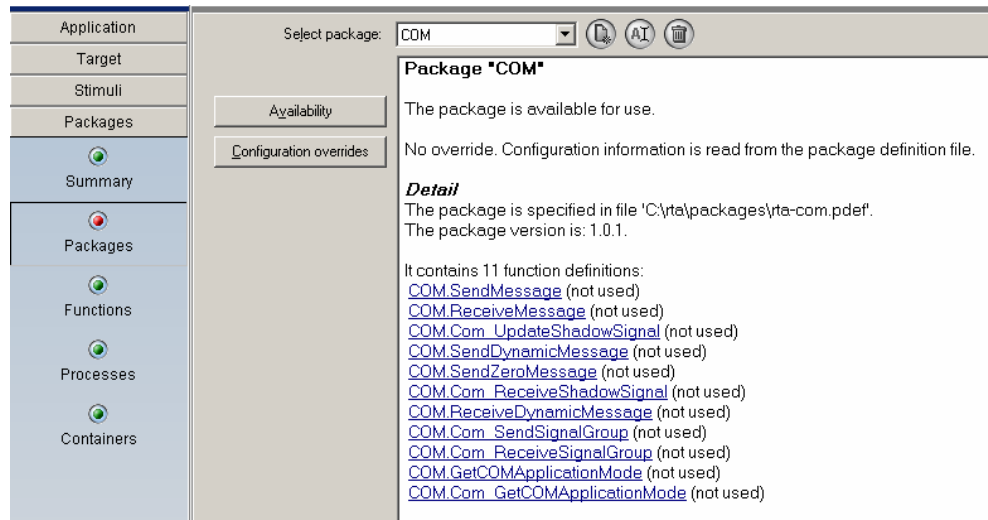 Application
Target
Stimuli
Packages
Summary
Packages
Functions
Processes
Containers
Select package: COM
AI
Availability
Configuration overrides
Package "COM"
The package is available for use.
No override. Configuration information is read from the package definition file.
Detail
The package is specified in file 'C:\rta\packages\rta-com.pdef'.
The package version is: 1.0.1.
It contains 11 function definitions:
COM.SendMessage (not used)
COM.ReceiveMessage (not used)
COM.Com_UpdateShadowSignal (not used)
COM.SendDynamicMessage (not used)
COM.SendZeroMessage (not used)
COM.Com_ReceiveShadowSignal (not used)
COM.ReceiveDynamicMessage (not used)
COM.Com_SendSignalGroup (not used)
COM.Com_ReceiveSignalGroup (not used)
COM.GetCOMApplicationMode (not used)
COM.Com_GetCOMApplicationMode (not used)